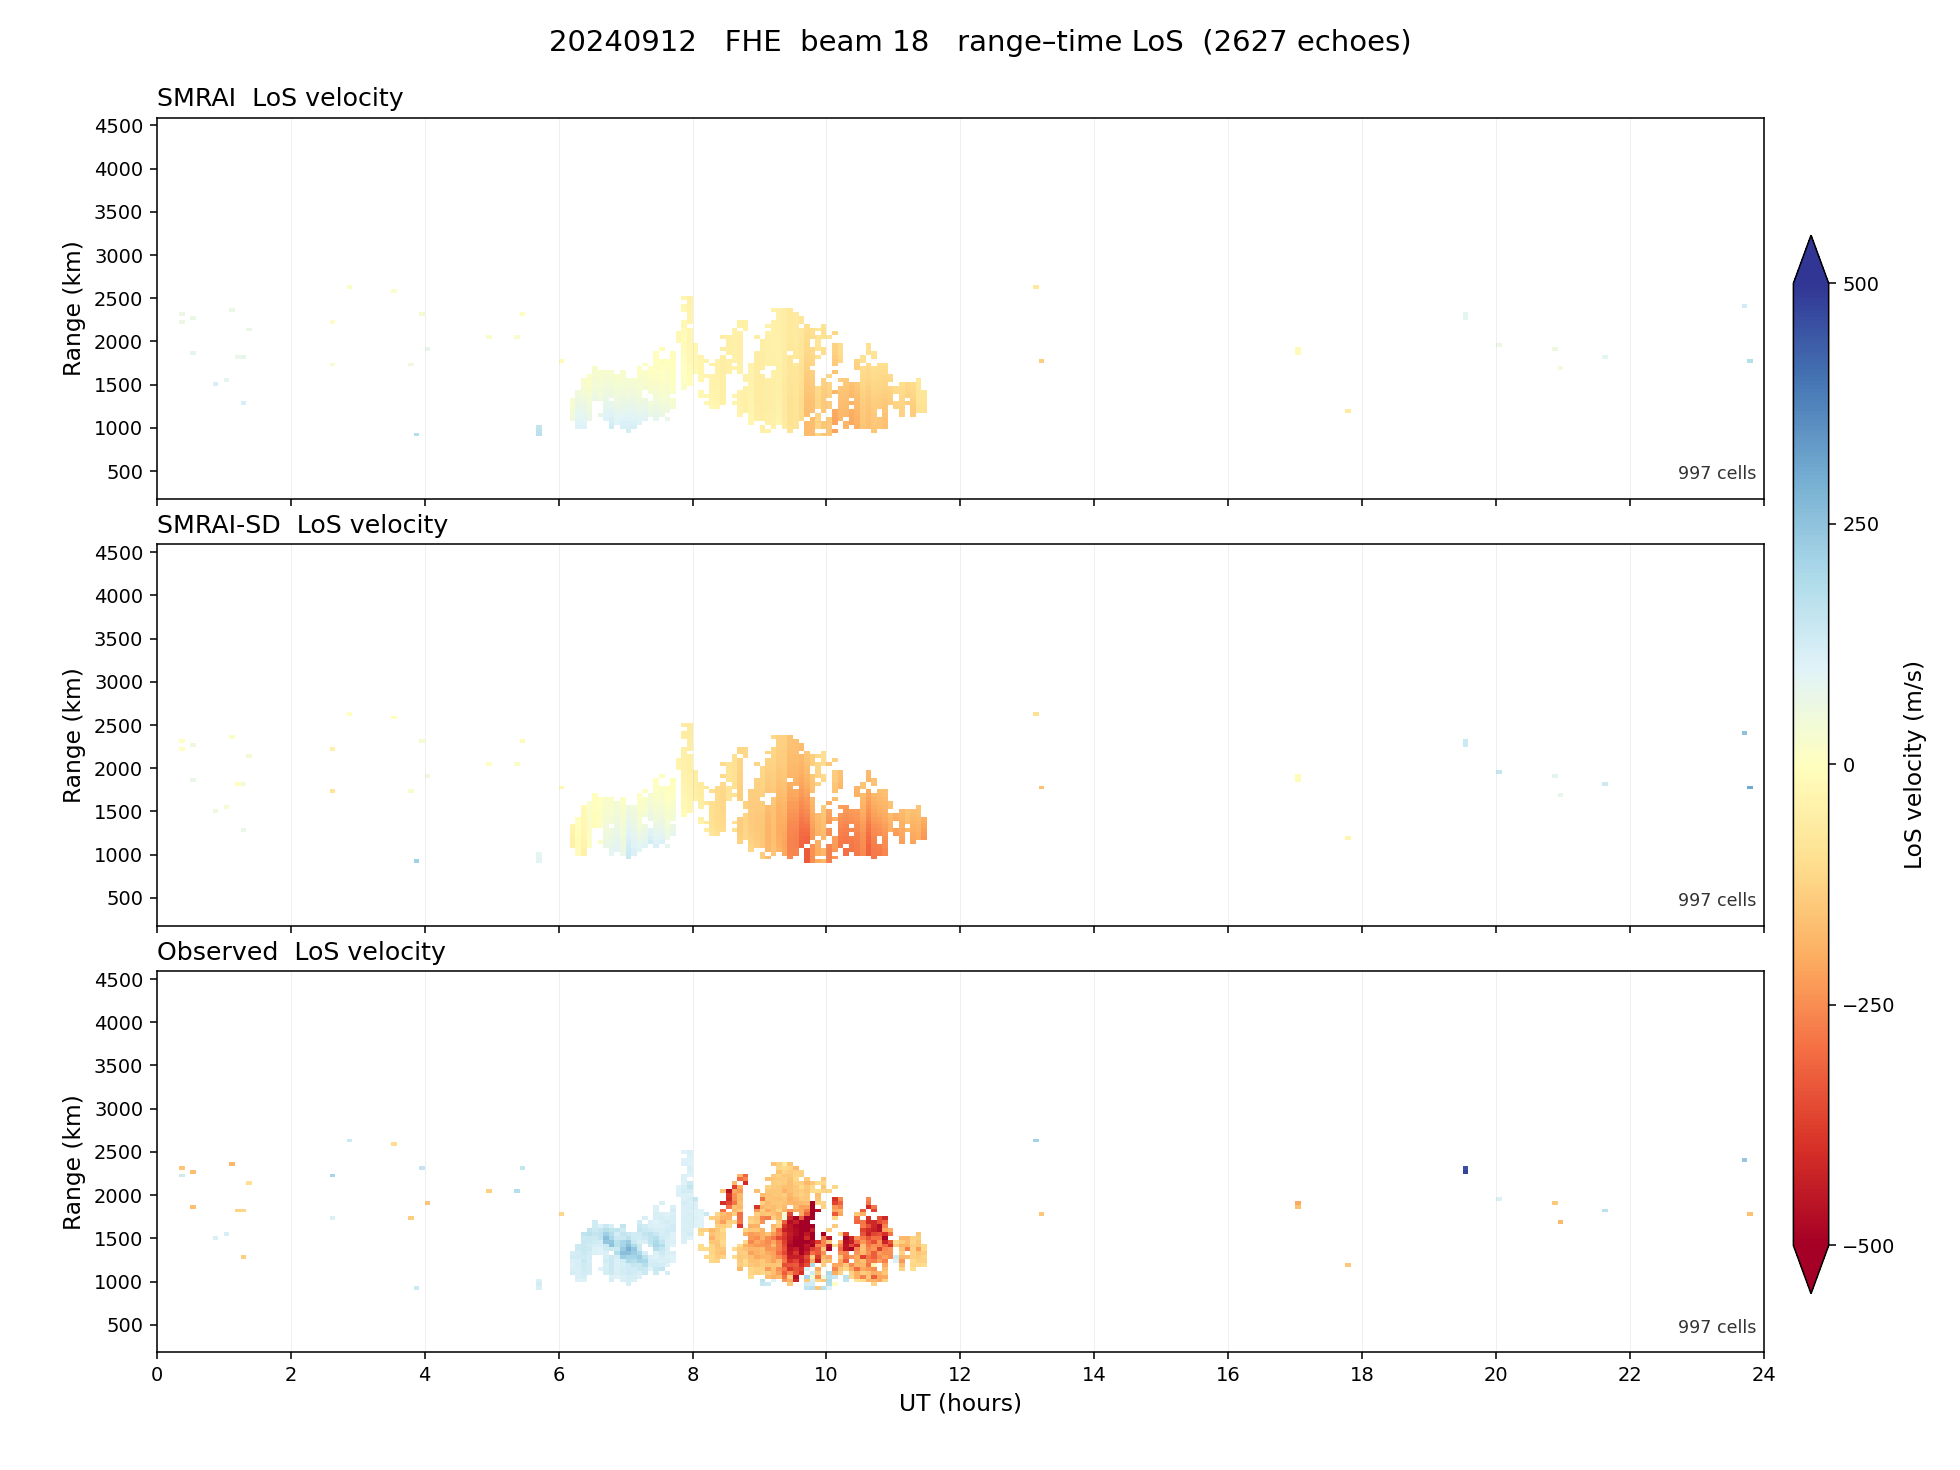 20240912   FHE  beam 18   range–time LoS  (2627 echoes)
SMRAI  LoS velocity
4500
4000
3500
3000
2500
2000
1500
1000
500
Range (km)
997 cells
SMRAI-SD  LoS velocity
4500
4000
3500
3000
2500
2000
1500
1000
500
Range (km)
997 cells
Observed  LoS velocity
4500
4000
3500
3000
2500
2000
1500
1000
500
Range (km)
997 cells
0 2 4 6 8 10 12 14 16 18 20 22 24
UT (hours)
500
250
0
−250
−500
LoS velocity (m/s)